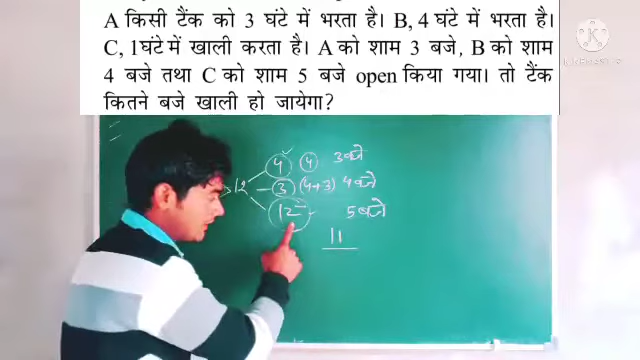 A किसी टैंक को 3 घंटे में भरता है। B, 4 घंटे में भरता है।
C, 1घंटे में खाली करता है। A को शाम 3 बजे, B को शाम
4 बजे तथा C को शाम 5 बजे open किया गया। तो टैंक
कितने बजे खाली हो जायेगा?
KINEMASTER
4 4 3बजे
12 3 (4+3) 4बजे
12 5बजे
11